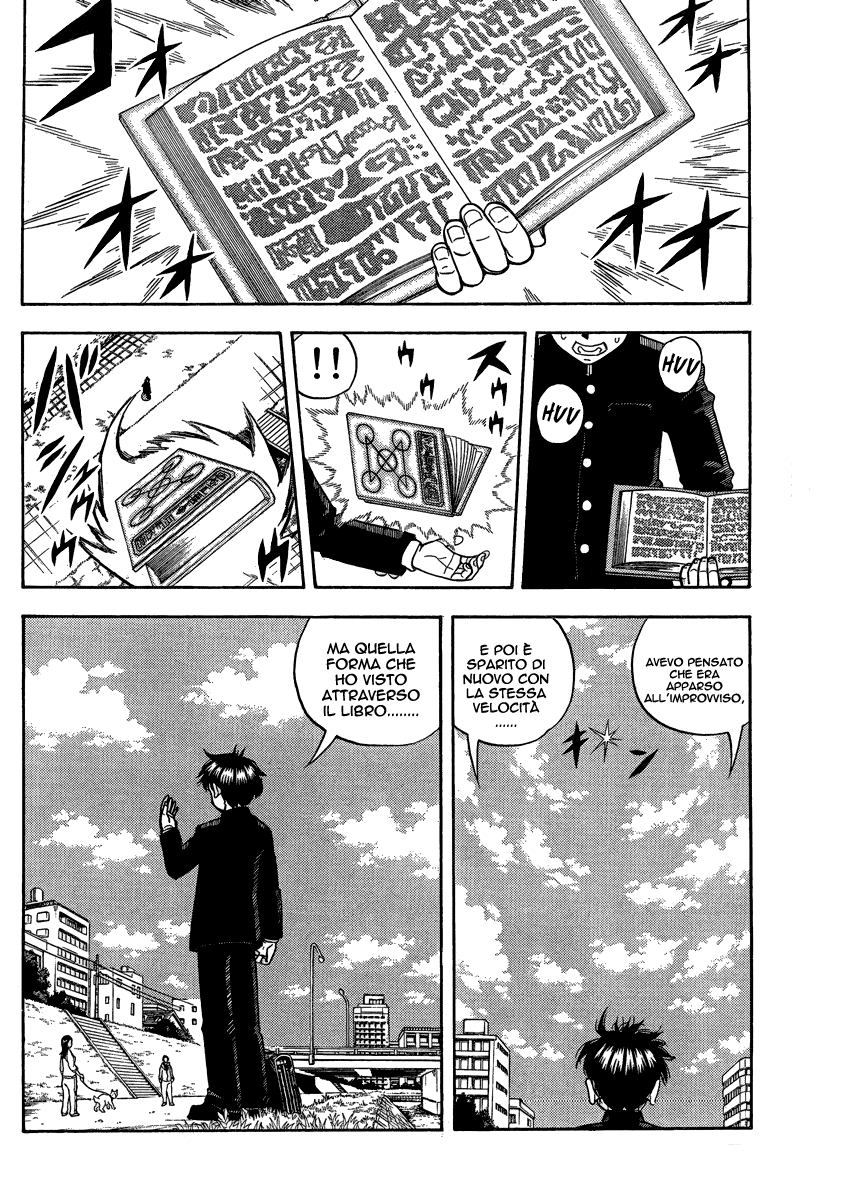 HUU
HUU
!!
AVEVO PENSATO
CHE ERA
APPARSO
ALL'IMPROVVISO,
E POI È
SPARITO DI
NUOVO CON
LA STESSA
VELOCITÀ
......
MA QUELLA
FORMA CHE
HO VISTO
ATTRAVERSO
IL LIBRO........